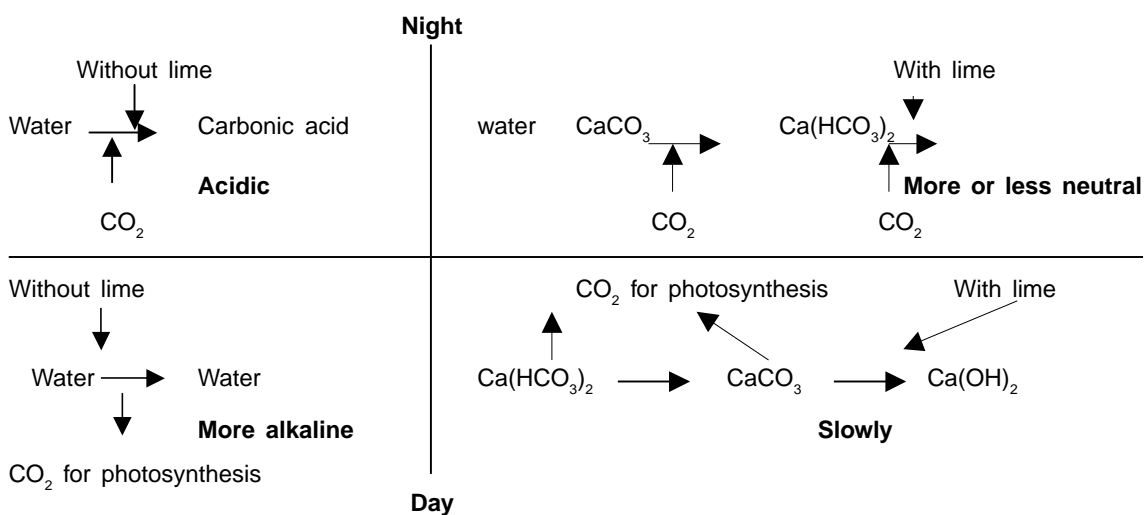 Night
Without lime
With lime
Water Carbonic acid
water CaCO₃ Ca(HCO₃)₂
Acidic
More or less neutral
CO₂
CO₂ CO₂
Without lime
CO₂ for photosynthesis With lime
Water Water
Ca(HCO₃)₂ CaCO₃ Ca(OH)₂
More alkaline
Slowly
CO₂ for photosynthesis
Day